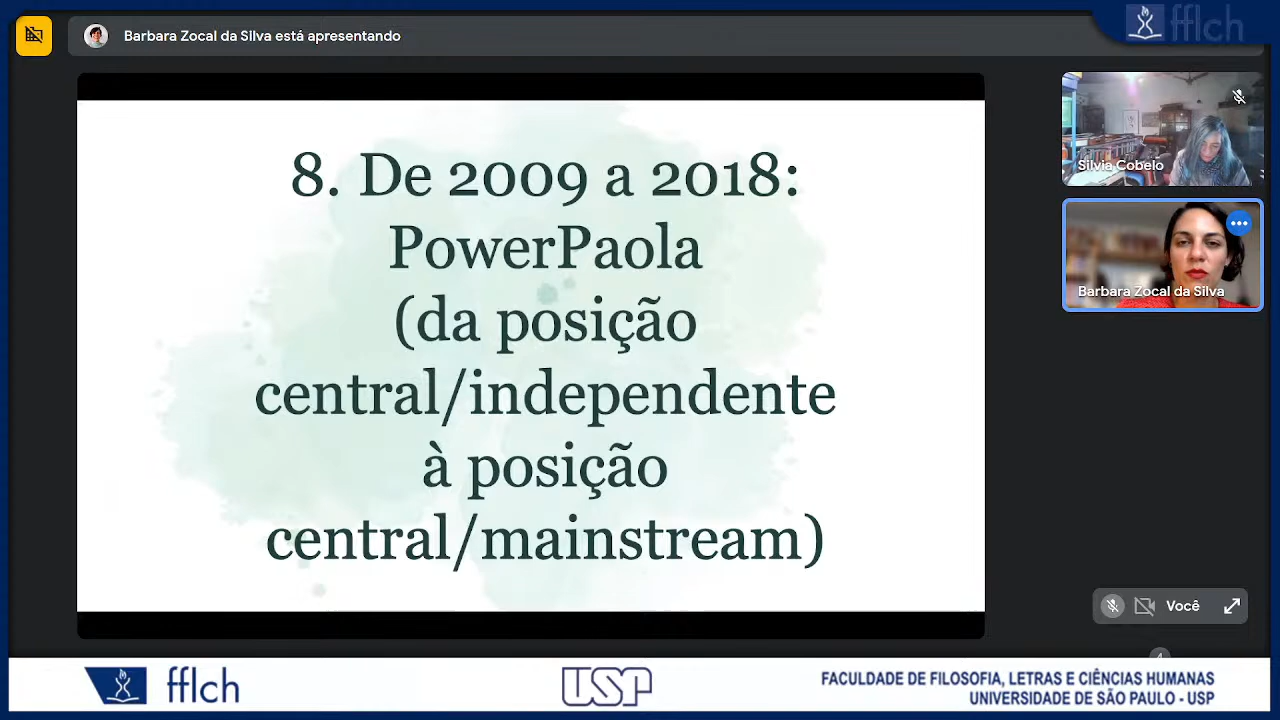 Barbara Zocal da Silva está apresentando
fflch
8. De 2009 a 2018:
PowerPaola
(da posição
central/independente
à posição
central/mainstream)
Silvia Cobelo
Barbara Zocal da Silva
Você
fflch
USP
FACULDADE DE FILOSOFIA, LETRAS E CIÊNCIAS HUMANAS
UNIVERSIDADE DE SÃO PAULO - USP